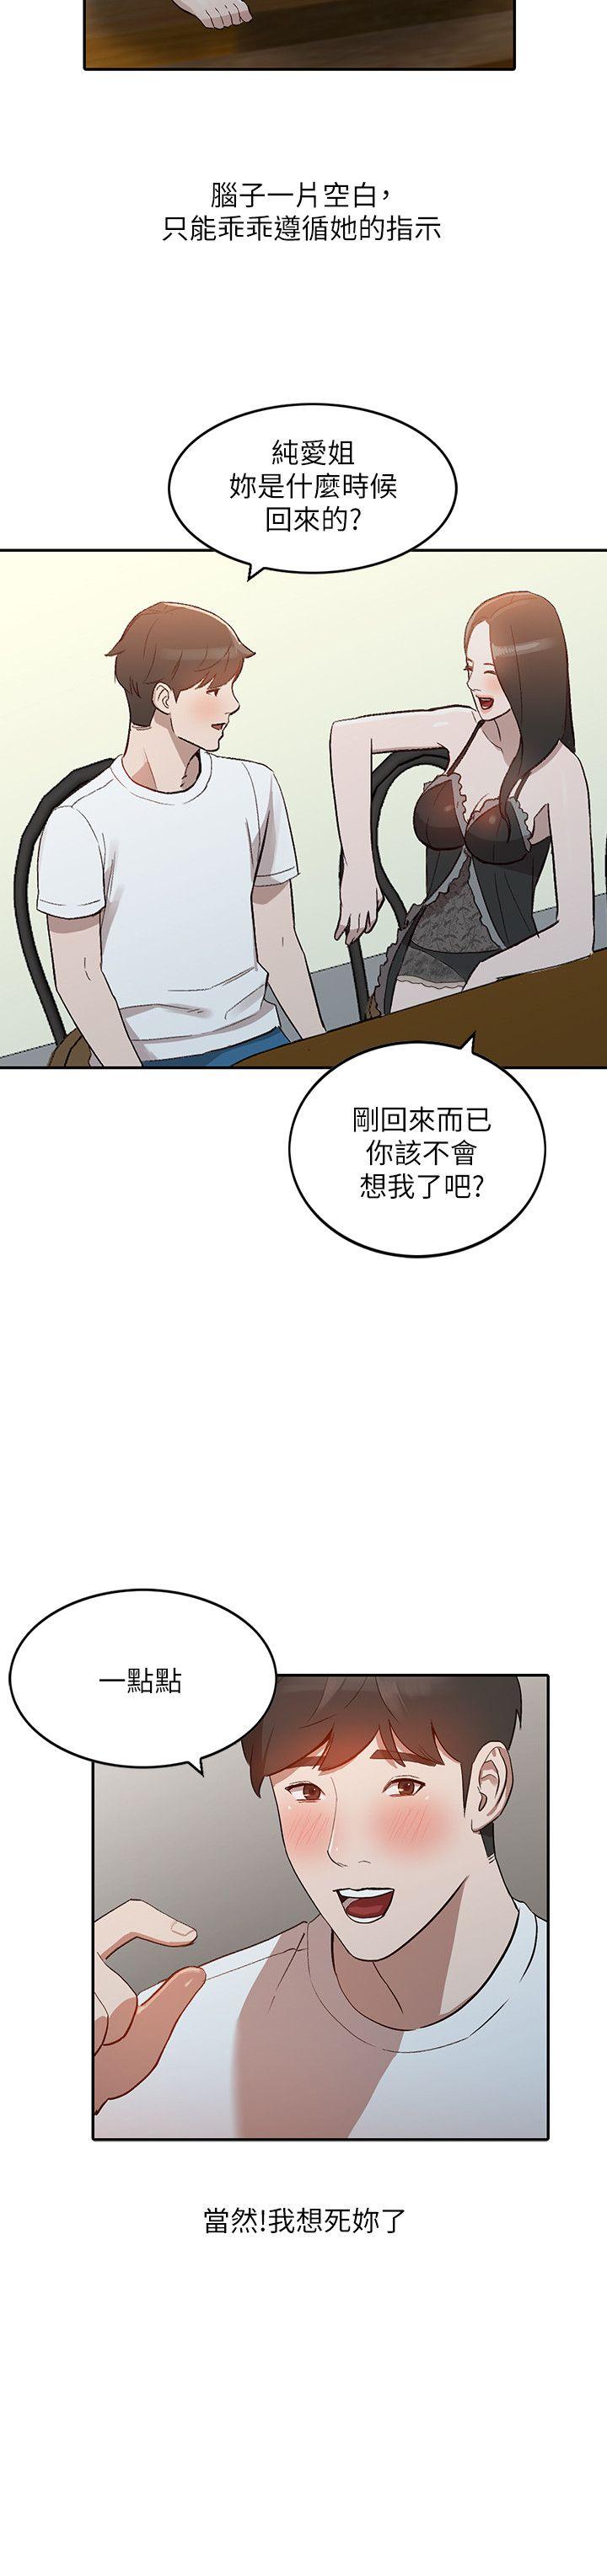 腦子一片空白，
只能乖乖遵循她的指示
純愛姐
妳是什麼時候
回來的?
剛回來而已
你該不會
想我了吧?
一點點
當然!我想死妳了